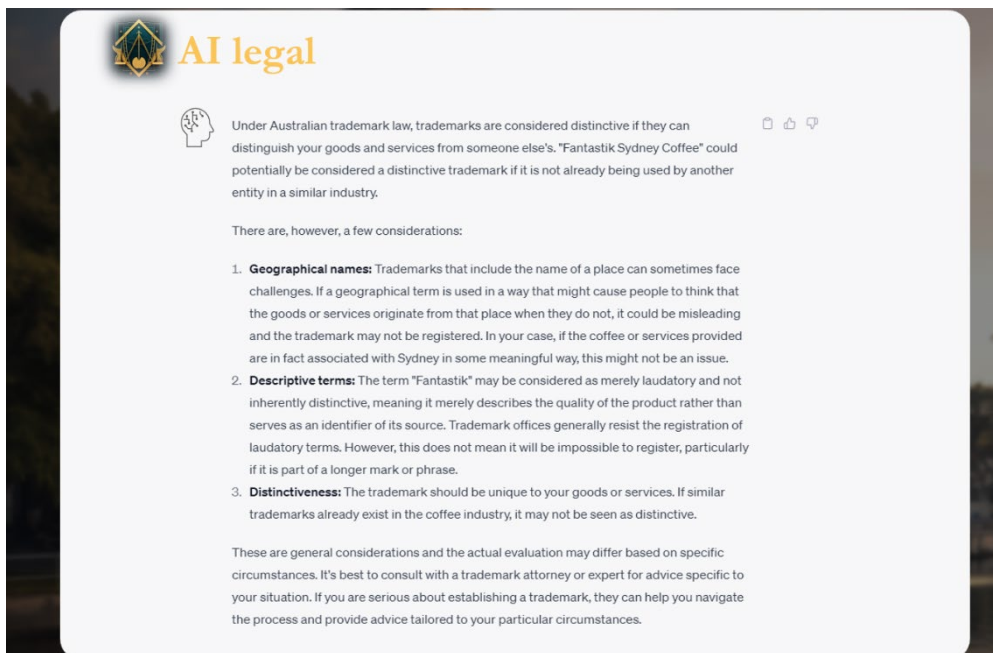 AI legal
Under Australian trademark law, trademarks are considered distinctive if they can
distinguish your goods and services from someone else's. "Fantastik Sydney Coffee" could
potentially be considered a distinctive trademark if it is not already being used by another
entity in a similar industry.
There are, however, a few considerations:
1. Geographical names: Trademarks that include the name of a place can sometimes face
challenges. If a geographical term is used in a way that might cause people to think that
the goods or services originate from that place when they do not, it could be misleading
and the trademark may not be registered. In your case, if the coffee or services provided
are in fact associated with Sydney in some meaningful way, this might not be an issue.
2. Descriptive terms: The term "Fantastik" may be considered as merely laudatory and not
inherently distinctive, meaning it merely describes the quality of the product rather than
serves as an identifier of its source. Trademark offices generally resist the registration of
laudatory terms. However, this does not mean it will be impossible to register, particularly
if it is part of a longer mark or phrase.
3. Distinctiveness: The trademark should be unique to your goods or services. If similar
trademarks already exist in the coffee industry, it may not be seen as distinctive.
These are general considerations and the actual evaluation may differ based on specific
circumstances. It's best to consult with a trademark attorney or expert for advice specific to
your situation. If you are serious about establishing a trademark, they can help you navigate
the process and provide advice tailored to your particular circumstances.